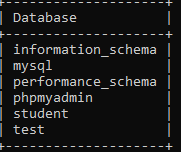 Database
information_schema
mysql
performance_schema
phpmyadmin
student
test